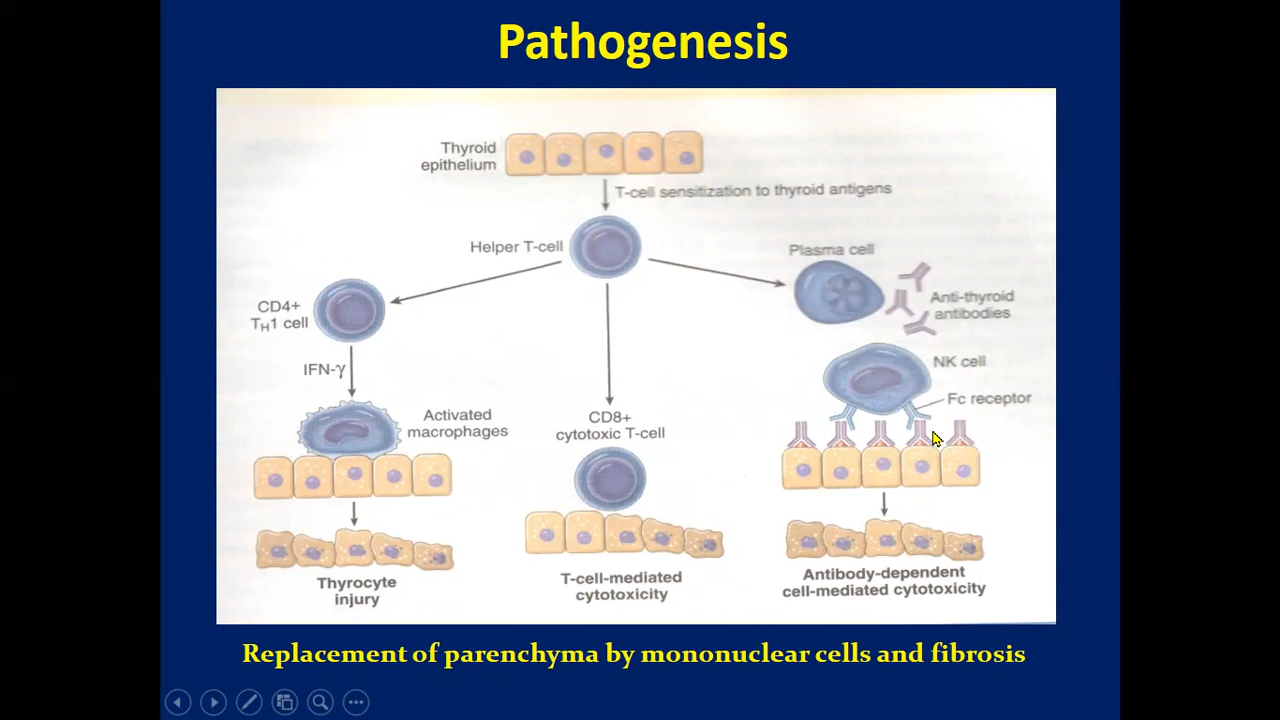 Pathogenesis
Thyroid
epithelium
T-cell sensitization to thyroid antigens
Helper T-cell
Plasma cell
CD4+
TH1 cell
Anti-thyroid
antibodies
IFN-γ
NK cell
Fc receptor
Activated
macrophages
CD8+
cytotoxic T-cell
Thyrocyte
injury
T-cell-mediated
cytotoxicity
Antibody-dependent
cell-mediated cytotoxicity
Replacement of parenchyma by mononuclear cells and fibrosis